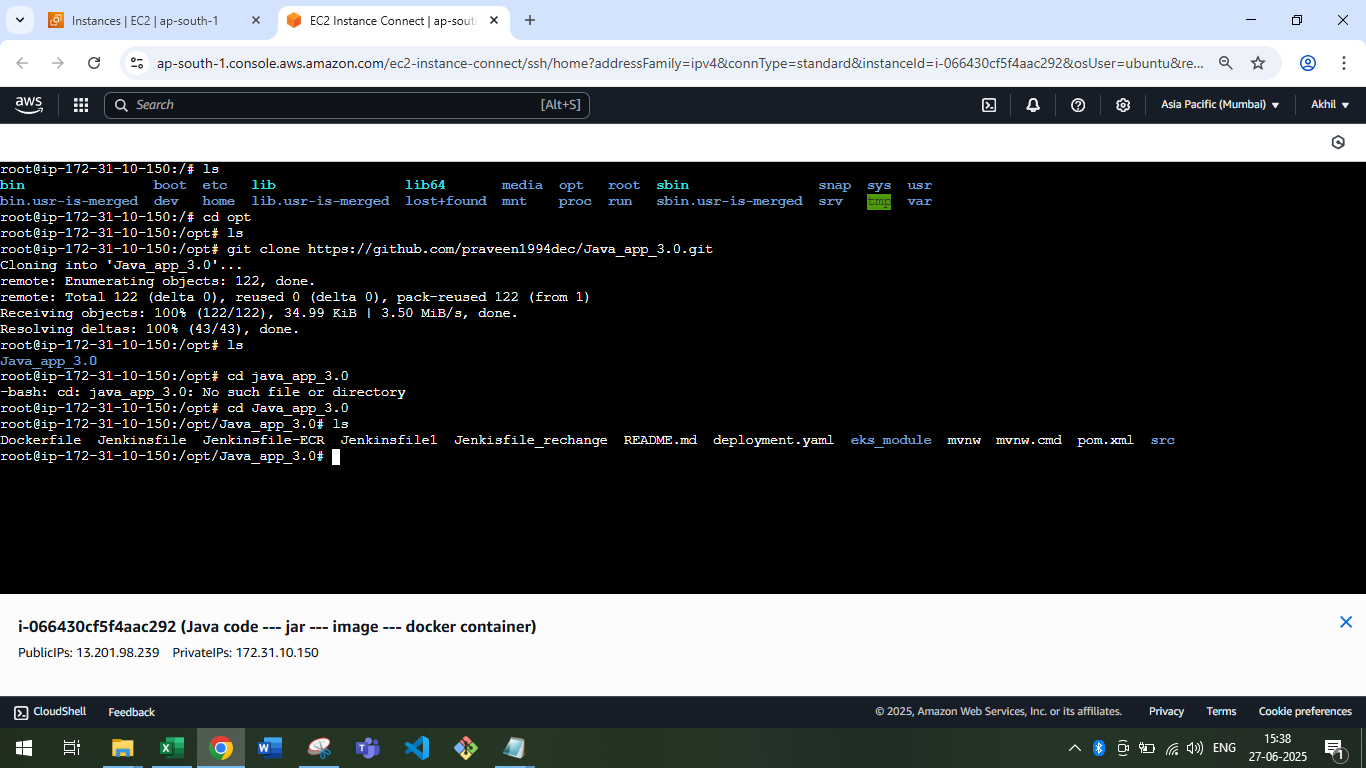 Instances | EC2 | ap-south-1
EC2 Instance Connect | ap-sout
ap-south-1.console.aws.amazon.com/ec2-instance-connect/ssh/home?addressFamily=ipv4&connType=standard&instanceId=i-066430cf5f4aac292&osUser=ubuntu&re...
aws Search [Alt+S] Asia Pacific (Mumbai) Akhil
root@ip-172-31-10-150:/# ls
bin boot etc lib lib64 media opt root sbin snap sys usr
bin.usr-is-merged dev home lib.usr-is-merged lost+found mnt proc run sbin.usr-is-merged srv tmp var
root@ip-172-31-10-150:/# cd opt
root@ip-172-31-10-150:/opt# ls
root@ip-172-31-10-150:/opt# git clone https://github.com/praveen1994dec/Java_app_3.0.git
Cloning into 'Java_app_3.0'...
remote: Enumerating objects: 122, done.
remote: Total 122 (delta 0), reused 0 (delta 0), pack-reused 122 (from 1)
Receiving objects: 100% (122/122), 34.99 KiB | 3.50 MiB/s, done.
Resolving deltas: 100% (43/43), done.
root@ip-172-31-10-150:/opt# ls
Java_app_3.0
root@ip-172-31-10-150:/opt# cd java_app_3.0
-bash: cd: java_app_3.0: No such file or directory
root@ip-172-31-10-150:/opt# cd Java_app_3.0
root@ip-172-31-10-150:/opt/Java_app_3.0# ls
Dockerfile Jenkinsfile Jenkinsfile-ECR Jenkinsfile1 Jenkisfile_rechange README.md deployment.yaml eks_module mvnw mvnw.cmd pom.xml src
root@ip-172-31-10-150:/opt/Java_app_3.0#
i-066430cf5f4aac292 (Java code --- jar --- image --- docker container)
PublicIPs: 13.201.98.239 PrivateIPs: 172.31.10.150
CloudShell Feedback © 2025, Amazon Web Services, Inc. or its affiliates. Privacy Terms Cookie preferences
ENG
15:38
27-06-2025
1